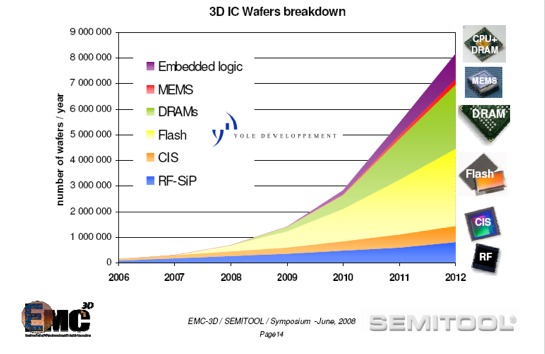 3D IC Wafers breakdown
number of wafers / year
9 000 000
8 000 000
7 000 000
6 000 000
5 000 000
4 000 000
3 000 000
2 000 000
1 000 000
0
2006 2007 2008 2009 2010 2011 2012
Embedded logic
MEMS
DRAMs
Flash
CIS
RF-SiP
YOLE DÉVELOPPEMENT
CPU+
DRAM
MEMS
DRAM
Flash
CIS
RF
EMC 3D
EMC-3D / SEMITOOL / Symposium -June, 2008
Page14
SEMITOOL®